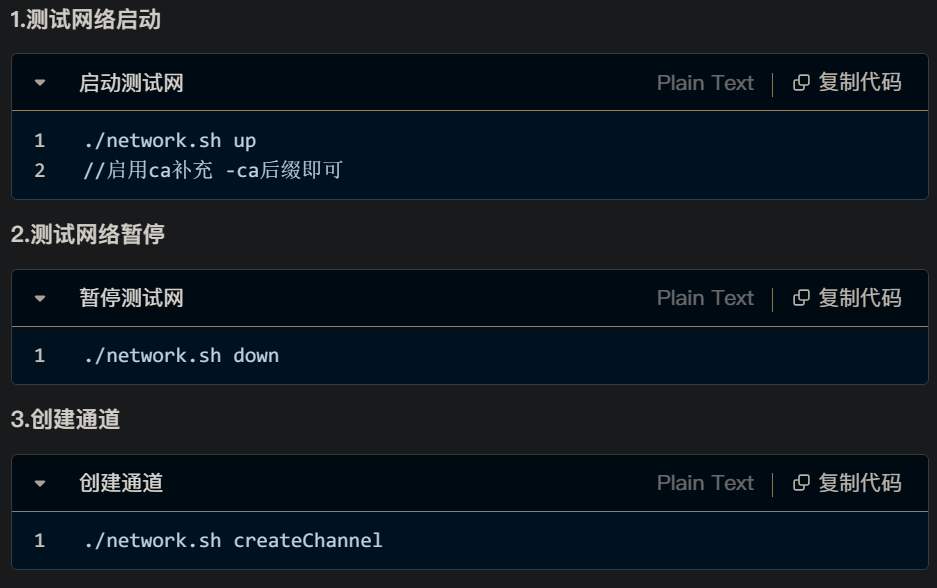 1.测试网络启动
启动测试网 Plain Text 复制代码
1 ./network.sh up
2 //启用ca补充 -ca后缀即可
2.测试网络暂停
暂停测试网 Plain Text 复制代码
1 ./network.sh down
3.创建通道
创建通道 Plain Text 复制代码
1 ./network.sh createChannel